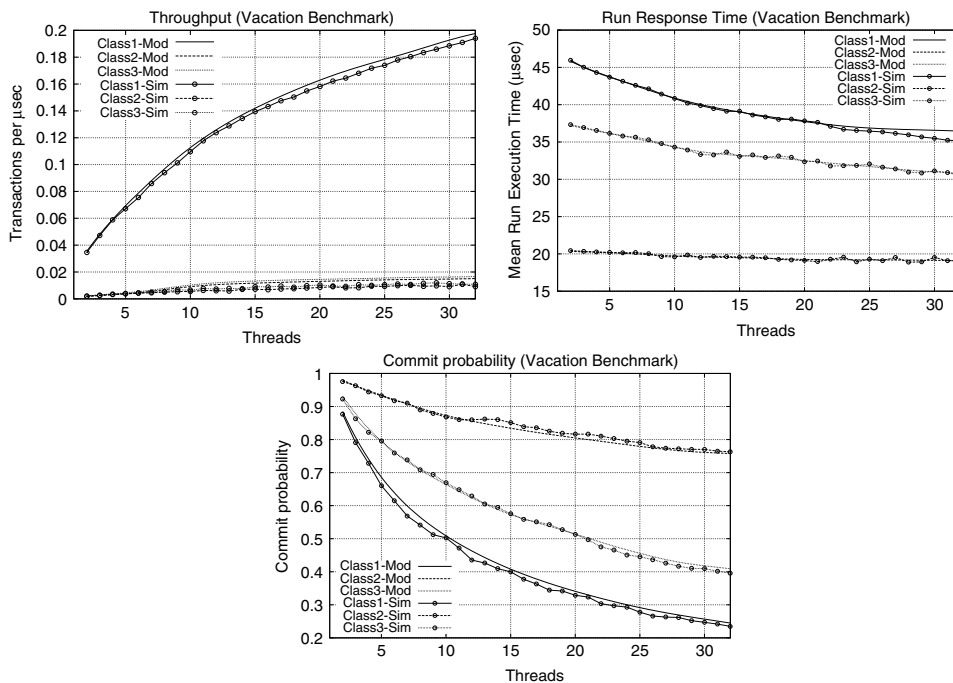 Throughput (Vacation Benchmark)
Transactions per μsec
0.2
0.18
0.16
0.14
0.12
0.1
0.08
0.06
0.04
0.02
0
Class1-Mod
Class2-Mod
Class3-Mod
Class1-Sim
Class2-Sim
Class3-Sim
5 10 15 20 25 30
Threads
Run Response Time (Vacation Benchmark)
Mean Run Execution Time (μsec)
50
45
40
35
30
25
20
15
Class1-Mod
Class2-Mod
Class3-Mod
Class1-Sim
Class2-Sim
Class3-Sim
5 10 15 20 25 30
Threads
Commit probability (Vacation Benchmark)
Commit probability
1
0.9
0.8
0.7
0.6
0.5
0.4
0.3
0.2
Class1-Mod
Class2-Mod
Class3-Mod
Class1-Sim
Class2-Sim
Class3-Sim
5 10 15 20 25 30
Threads